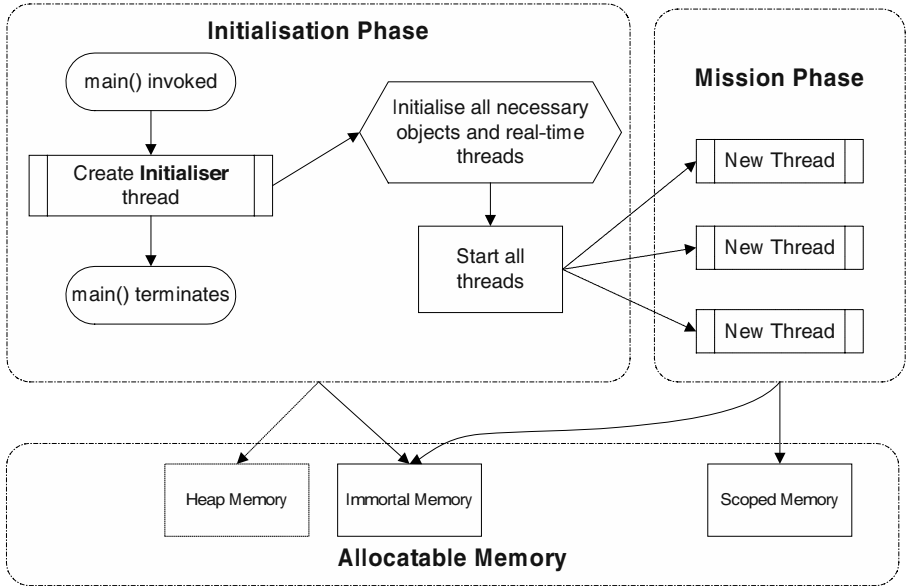 Initialisation Phase
main() invoked
Create Initialiser
thread
main() terminates
Initialise all necessary
objects and real-time
threads
Start all
threads
Mission Phase
New Thread
New Thread
New Thread
Heap Memory
Immortal Memory
Scoped Memory
Allocatable Memory